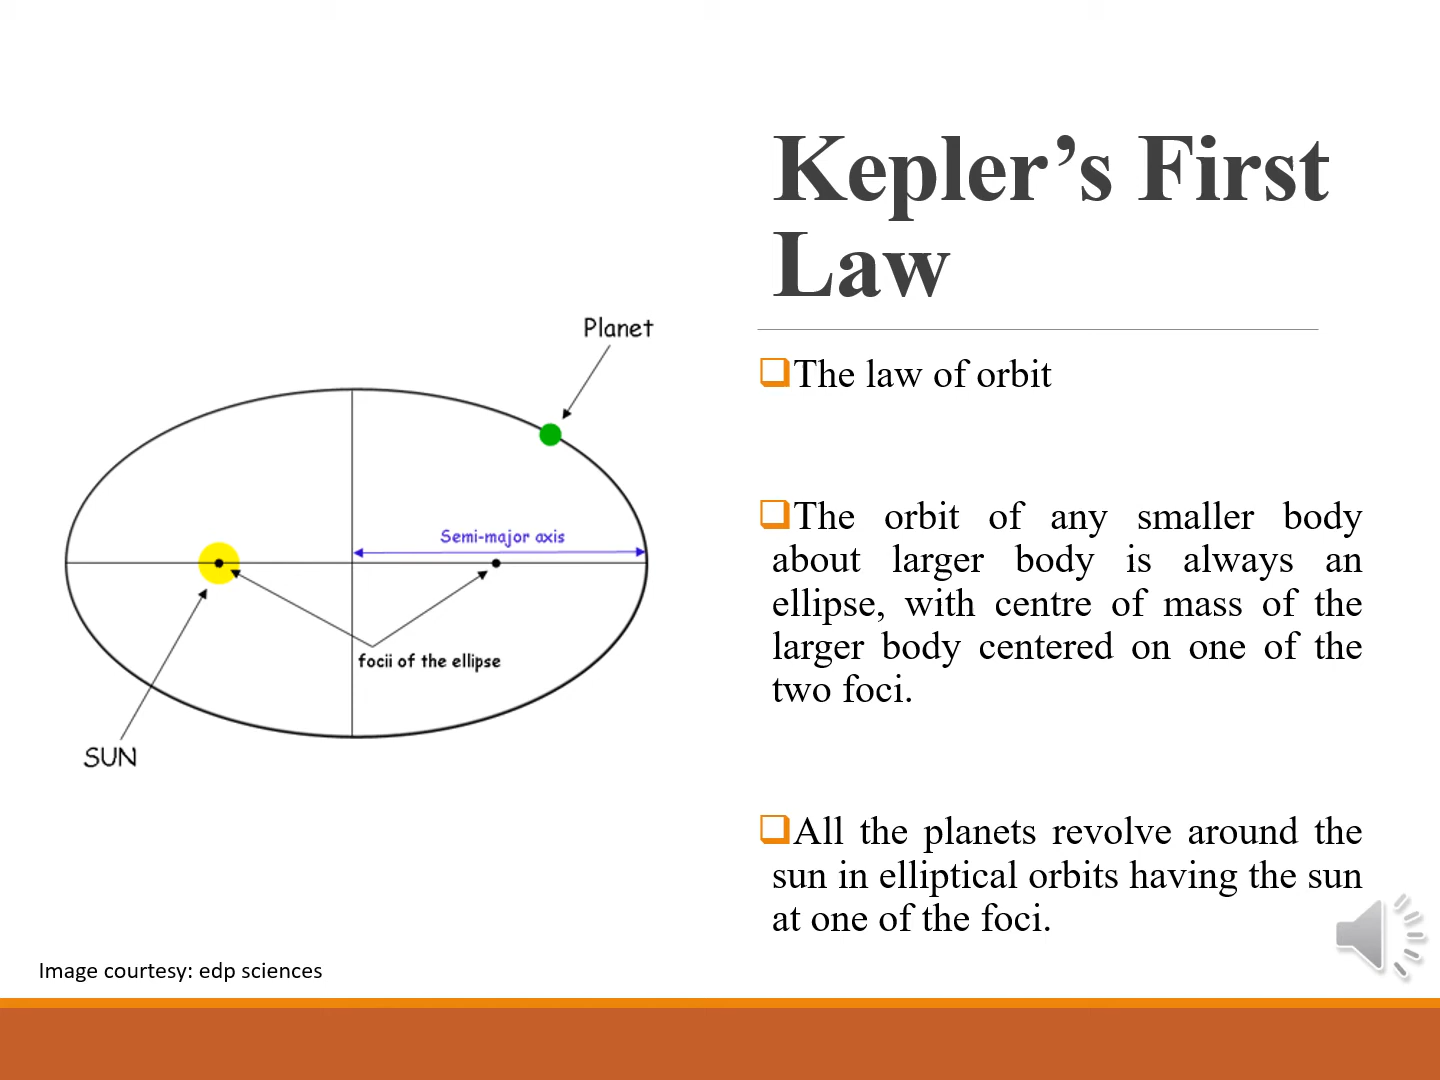 Kepler’s First
Law
Planet
❑The law of orbit
❑The orbit of any smaller body
about larger body is always an
ellipse, with centre of mass of the
larger body centered on one of the
two foci.
Semi-major axis
focii of the ellipse
SUN
❑All the planets revolve around the
sun in elliptical orbits having the sun
at one of the foci.
Image courtesy: edp sciences